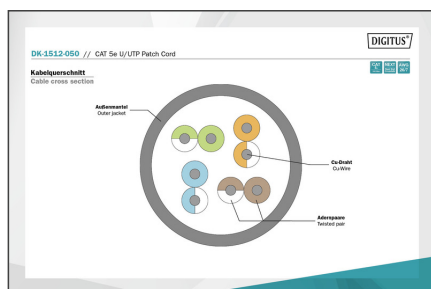 DIGITUS®
DK-1512-050 // CAT 5e U/UTP Patch Cord
Kabelquerschnitt
Cable cross section
Außenmantel
Outer jacket
Cu-Draht
Cu-Wire
Aderspaare
Twisted pair